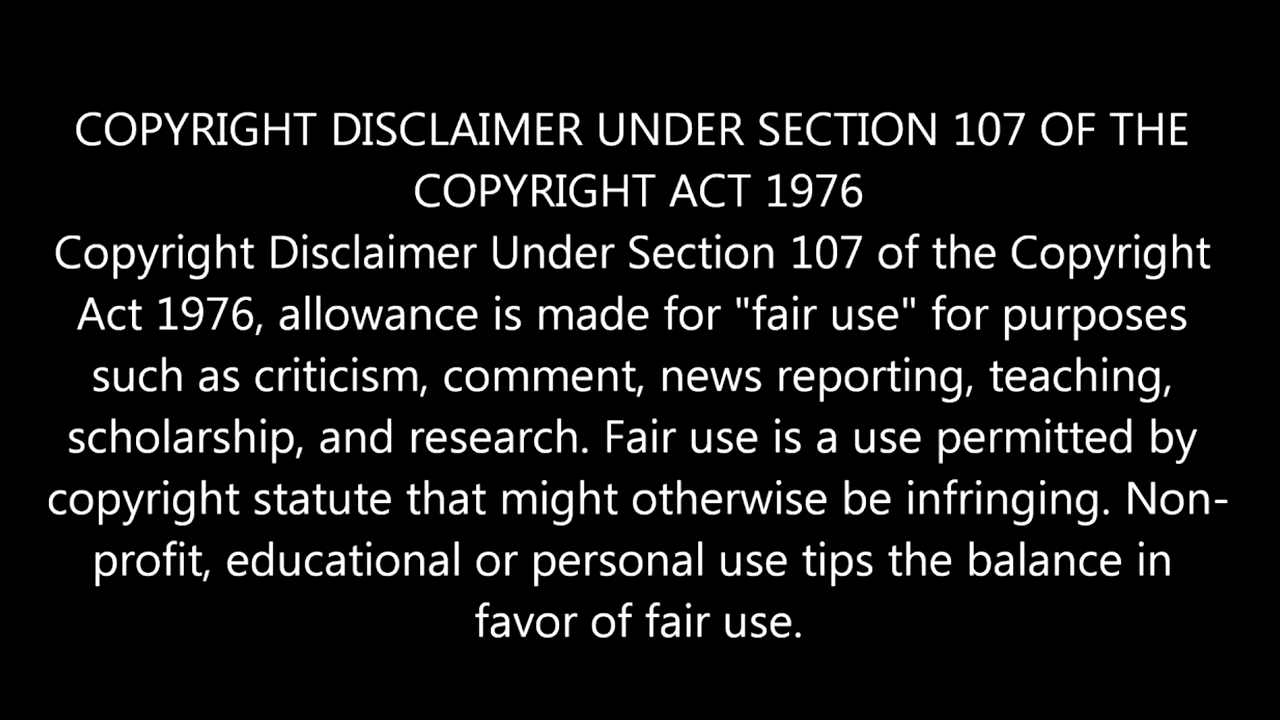 COPYRIGHT DISCLAIMER UNDER SECTION 107 OF THE
COPYRIGHT ACT 1976
Copyright Disclaimer Under Section 107 of the Copyright
Act 1976, allowance is made for "fair use" for purposes
such as criticism, comment, news reporting, teaching,
scholarship, and research. Fair use is a use permitted by
copyright statute that might otherwise be infringing. Non-
profit, educational or personal use tips the balance in
favor of fair use.